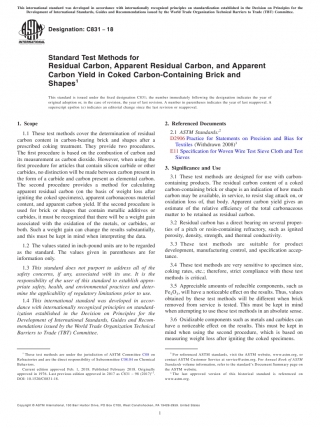 This international standard was developed in accordance with internationally recognized principles on standardization established in the Decision on Principles for the
Development of International Standards, Guides and Recommendations issued by the World Trade Organization Technical Barriers to Trade (TBT) Committee.
Designation: C831 − 18
Standard Test Methods for
Residual Carbon, Apparent Residual Carbon, and Apparent
Carbon Yield in Coked Carbon-Containing Brick and
Shapes1
This standard is issued under the fixed designation C831; the number immediately following the designation indicates the year of
original adoption or, in the case of revision, the year of last revision. A number in parentheses indicates the year of last reapproval. A
superscript epsilon (ε) indicates an editorial change since the last revision or reapproval.
1. Scope
1.1 These test methods cover the determination of residual
carbon content in carbon-bearing brick and shapes after a
prescribed coking treatment. They provide two procedures.
The first procedure is based on the combustion of carbon and
its measurement as carbon dioxide. However, when using the
first procedure for articles that contain silicon carbide or other
carbides, no distinction will be made between carbon present in
the form of a carbide and carbon present as elemental carbon.
The second procedure provides a method for calculating
apparent residual carbon (on the basis of weight loss after
igniting the coked specimens), apparent carbonaceous material
content, and apparent carbon yield. If the second procedure is
used for brick or shapes that contain metallic additives or
carbides, it must be recognized that there will be a weight gain
associated with the oxidation of the metals, or carbides, or
both. Such a weight gain can change the results substantially,
and this must be kept in mind when interpreting the data.
1.2 The values stated in inch-pound units are to be regarded
as the standard. The values given in parentheses are for
information only.
1.3 This standard does not purport to address all of the
safety concerns, if any, associated with its use. It is the
responsibility of the user of this standard to establish appro-
priate safety, health, and environmental practices and deter-
mine the applicability of regulatory limitations prior to use.
1.4 This international standard was developed in accor-
dance with internationally recognized principles on standard-
ization established in the Decision on Principles for the
Development of International Standards, Guides and Recom-
mendations issued by the World Trade Organization Technical
Barriers to Trade (TBT) Committee.
1 These test methods are under the jurisdiction of ASTM Committee C08 on
Refractories and are the direct responsibility of Subcommittee C08.03 on Chemical
Behaviors.
Current edition approved Feb. 1, 2018. Published February 2018. Originally
DOI: 10.1520/C0831-18.
2. Referenced Documents
2.1 ASTM Standards:2
D2906 Practice for Statements on Precision and Bias for
Textiles (Withdrawn 2008)3
E11 Specification for Woven Wire Test Sieve Cloth and Test
Sieves
3. Significance and Use
3.1 These test methods are designed for use with carbon-
containing products. The residual carbon content of a coked
carbon-containing brick or shape is an indication of how much
carbon may be available, in service, to resist slag attack on, or
oxidation loss of, that body. Apparent carbon yield gives an
estimate of the relative efficiency of the total carbonaceous
matter to be retained as residual carbon.
3.2 Residual carbon has a direct bearing on several proper-
ties of a pitch or resin-containing refractory, such as ignited
porosity, density, strength, and thermal conductivity.
3.3 These test methods are suitable for product
development, manufacturing control, and specification accep-
tance.
3.4 These test methods are very sensitive to specimen size,
coking rates, etc.; therefore, strict compliance with these test
methods is critical.
3.5 Appreciable amounts of reducible components, such as
Fe2O3, will have a noticeable effect on the results. Thus, values
obtained by these test methods will be different when brick
removed from service is tested. This must be kept in mind
when attempting to use these test methods in an absolute sense.
3.6 Oxidizable components such as metals and carbides can
have a noticeable effect on the results. This must be kept in
mind when using the second procedure, which is based on
measuring weight loss after igniting the coked specimens.
2 For referenced ASTM standards, visit the ASTM website, www.astm.org, or
contact ASTM Customer Service at service@astm.org. For Annual Book of ASTM
Standards volume information, refer to the standard's Document Summary page on
the ASTM website.
3 The last approved version of this historical standard is referenced on
www.astm.org.
Copyright © ASTM International, 100 Barr Harbor Drive, PO Box C700, West Conshohocken, PA 19428-2959. United States
1